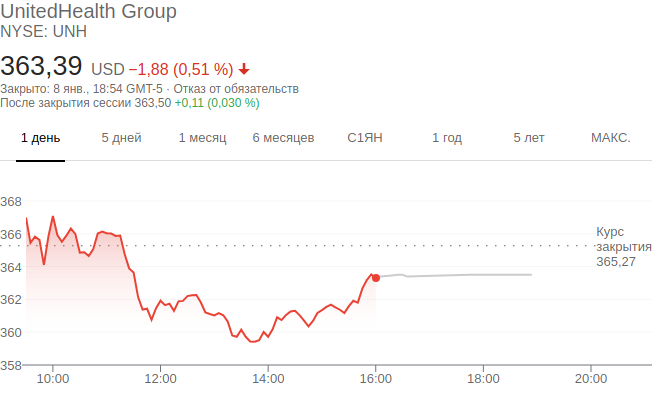 UnitedHealth Group
NYSE: UNH
363,39 USD −1,88 (0,51 %)
Закрыто: 8 янв., 18:54 GMT-5 · Отказ от обязательств
После закрытия сессии 363,50 +0,11 (0,030 %)
1 день 5 дней 1 месяц 6 месяцев С1ЯН 1 год 5 лет МАКС.
368
366
364
362
360
358
Курс
закрытия
365,27
10:00 12:00 14:00 16:00 18:00 20:00